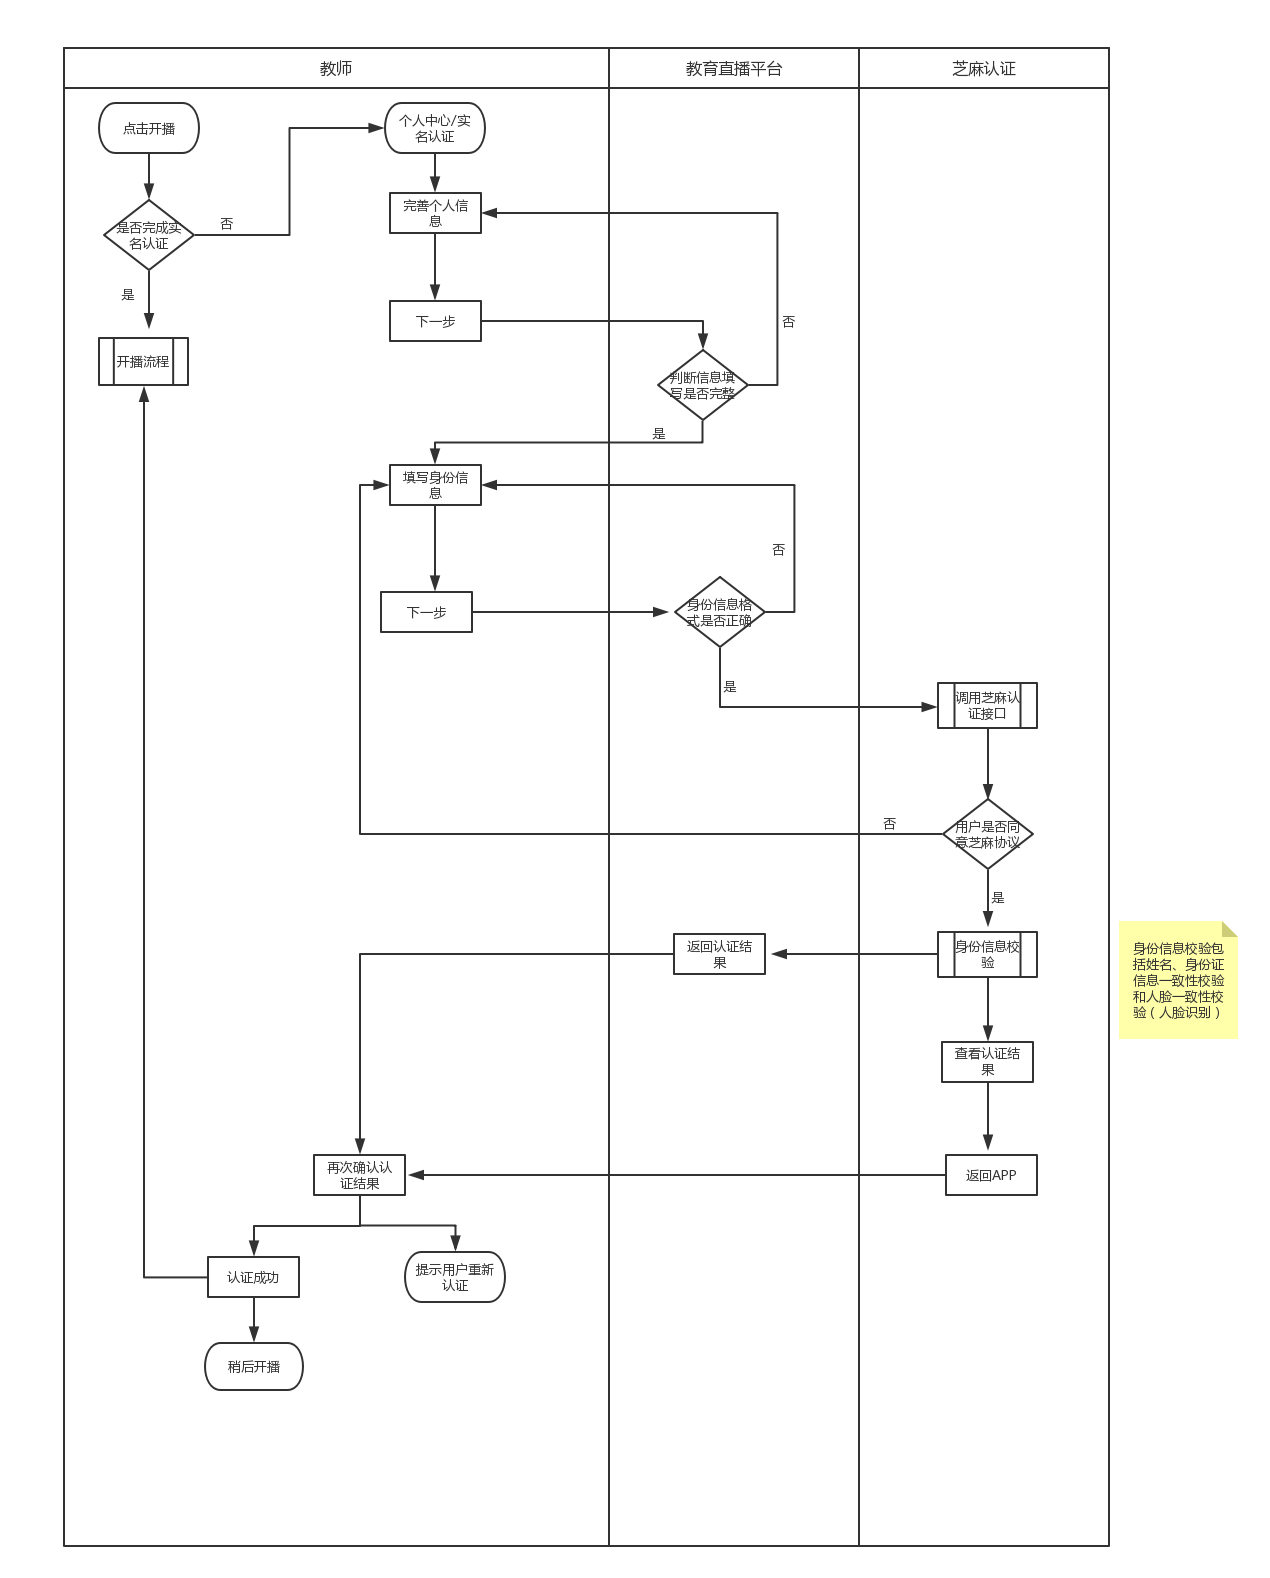 教师
教育直播平台
芝麻认证
点击开播
个人中心/实
名认证
是否完成实
名认证
否
完善个人信
息
是
下一步
否
开播流程
判断信息填
写是否完整
是
填写身份信
息
否
下一步
身份信息格
式是否正确
是
调用芝麻认
证接口
否
用户是否同
意芝麻协议
是
返回认证结
果
身份信息校
验
身份信息校验包
括姓名、身份证
信息一致性校验
和人脸一致性校
验（人脸识别）
查看认证结
果
再次确认认
证结果
返回APP
认证成功
提示用户重新
认证
稍后开播